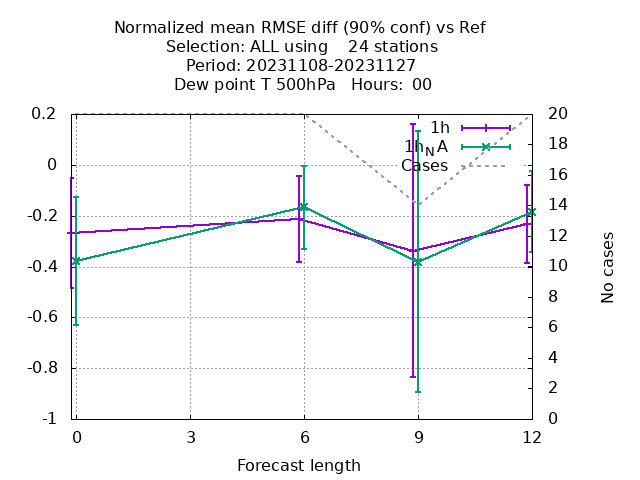 Normalized mean RMSE diff (90% conf) vs Ref
Selection: ALL using    24 stations
Period: 20231108-20231127
Dew point T 500hPa   Hours:  00
0.2
0
-0.2
-0.4
-0.6
-0.8
-1
20
18
16
14
12
10
8
6
4
2
0
1h
1hNA
Cases
No cases
0 3 6 9 12
Forecast length